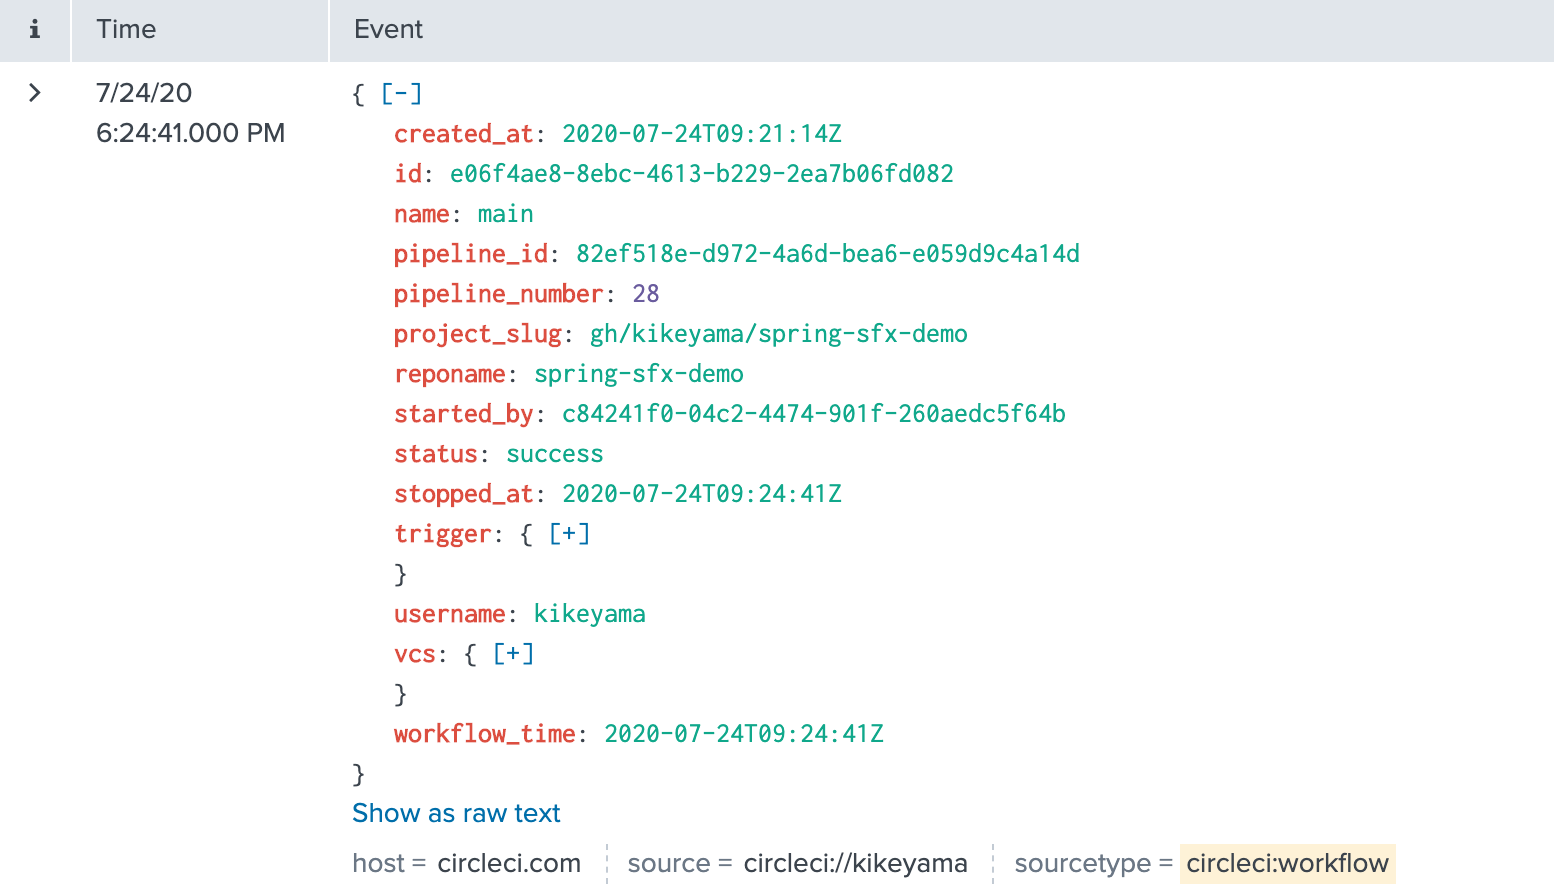 i Time Event
> 7/24/20 { [-]
6:24:41.000 PM created_at: 2020-07-24T09:21:14Z
id: e06f4ae8-8ebc-4613-b229-2ea7b06fd082
name: main
pipeline_id: 82ef518e-d972-4a6d-bea6-e059d9c4a14d
pipeline_number: 28
project_slug: gh/kikeyama/spring-sfx-demo
reponame: spring-sfx-demo
started_by: c84241f0-04c2-4474-901f-260aedc5f64b
status: success
stopped_at: 2020-07-24T09:24:41Z
trigger: { [+]
}
username: kikeyama
vcs: { [+]
}
workflow_time: 2020-07-24T09:24:41Z
}
Show as raw text
host = circleci.com source = circleci://kikeyama sourcetype = circleci:workflow